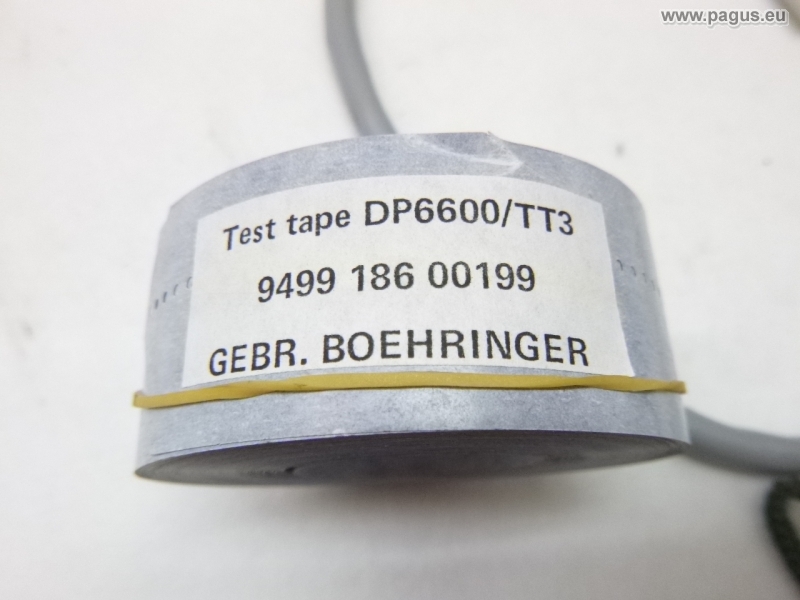 www.pagus.eu
Test tape DP6600/TT3
9499 186 00199
GEBR. BOEHRINGER